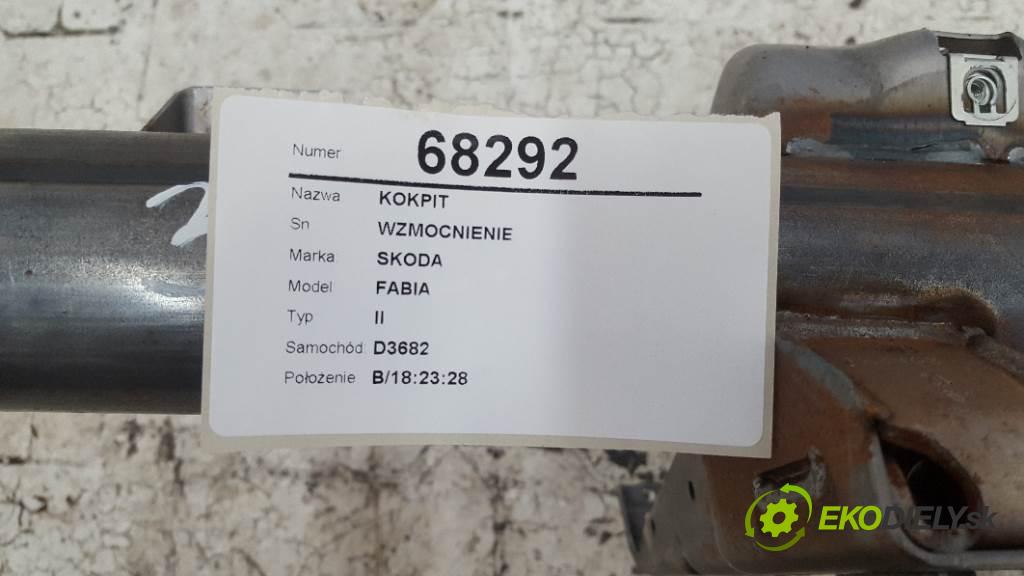 Numer 68292
Nazwa KOKPIT
Sn WZMOCNIENIE
Marka SKODA
Model FABIA
Typ II
Samochód D3682
Położenie B/18:23:28
EKODIELY.sk